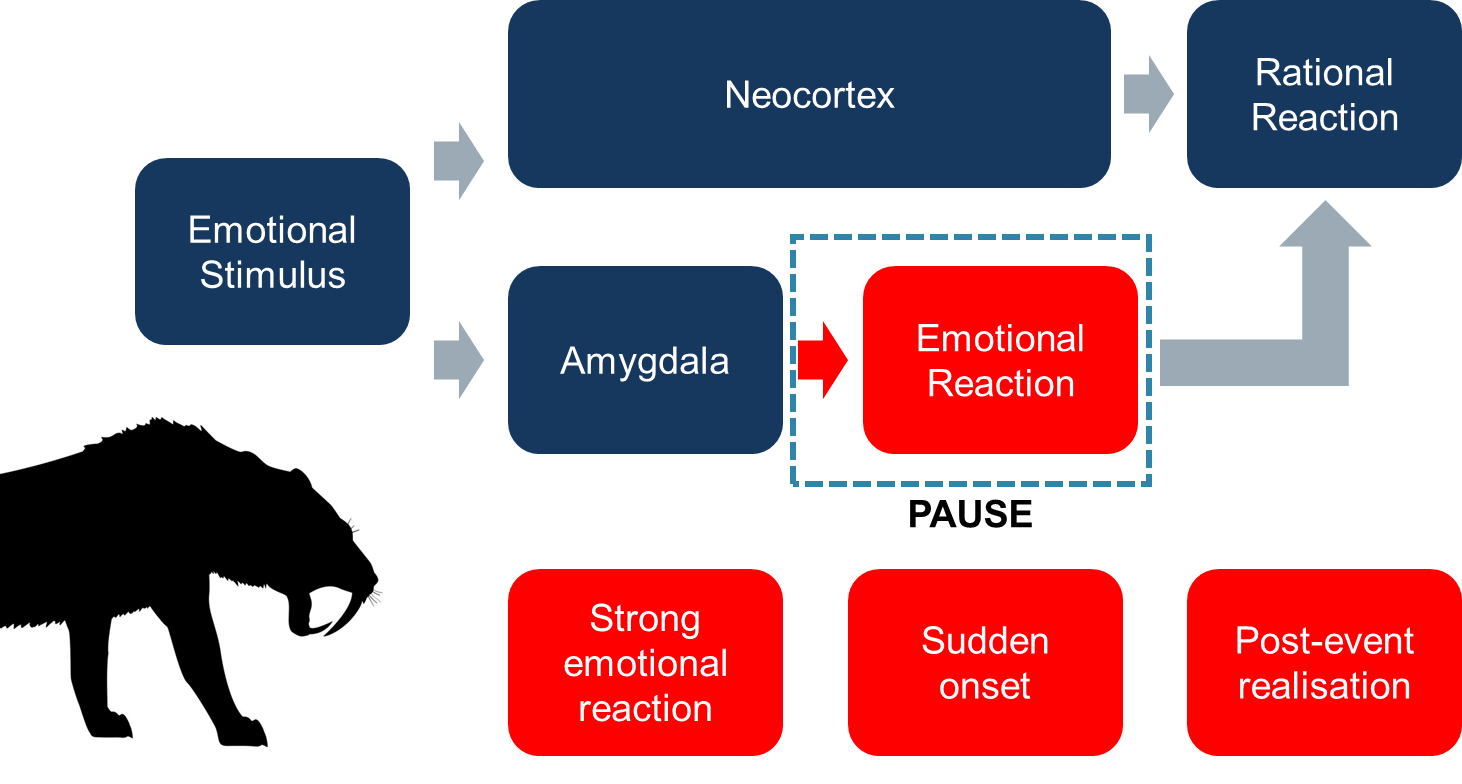 Neocortex
Rational
Reaction
Emotional
Stimulus
Amygdala
Emotional
Reaction
PAUSE
Strong
emotional
reaction
Sudden
onset
Post-event
realisation